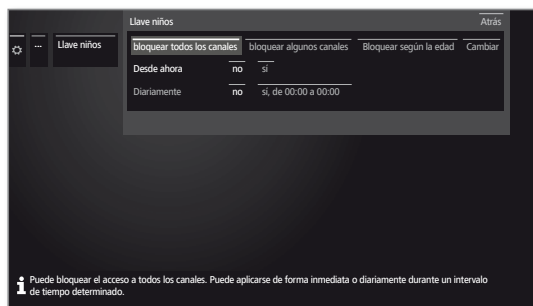 Llave niños Atrás
... Llave niños
bloquear todos los canales bloquear algunos canales Bloquear según la edad Cambiar
Desde ahora no sí
Diariamente no si, de 00:00 a 00:00
Puede bloquear el acceso a todos los canales. Puede aplicarse de forma inmediata o diariamente durante un intervalo
de tiempo determinado.